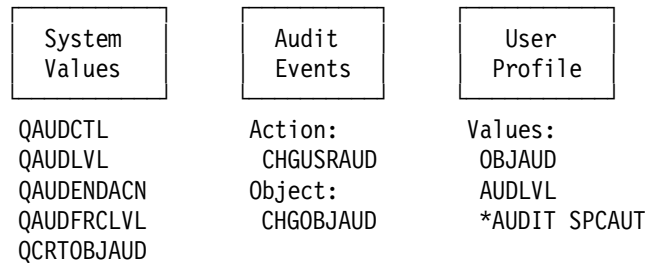 System
Values
QAUDCTL
QAUDLVL
QAUDENDACN
QAUDFRCLVL
QCRTOBJAUD
Audit
Events
Action:
CHGUSRAUD
Object:
CHGOBJAUD
User
Profile
Values:
OBJAUD
AUDLVL
*AUDIT SPCAUT